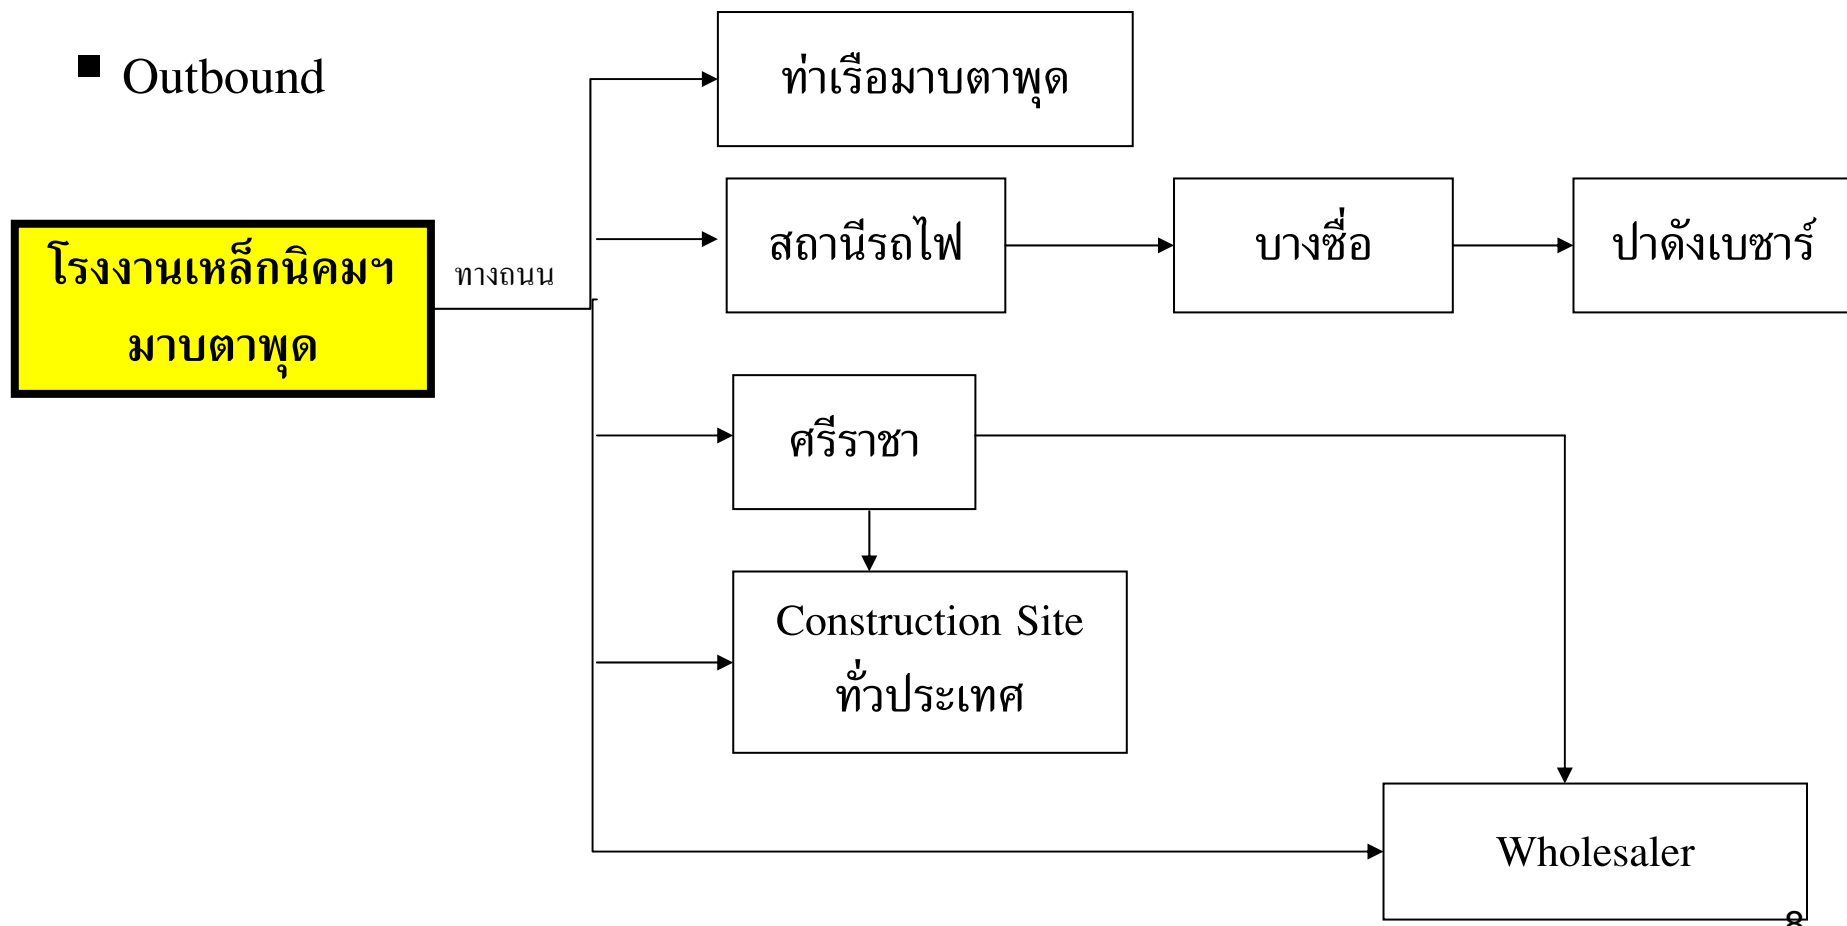 ■ Outbound
ท่าเรือมาบตาพุด
สถานีรถไฟ
บางซื่อ
ปาดังเบซาร์
โรงงานเหล็กนิคมฯ
มาบตาพุด
ทางถนน
ศรีราชา
Construction Site
ทั่วประเทศ
Wholesaler
8